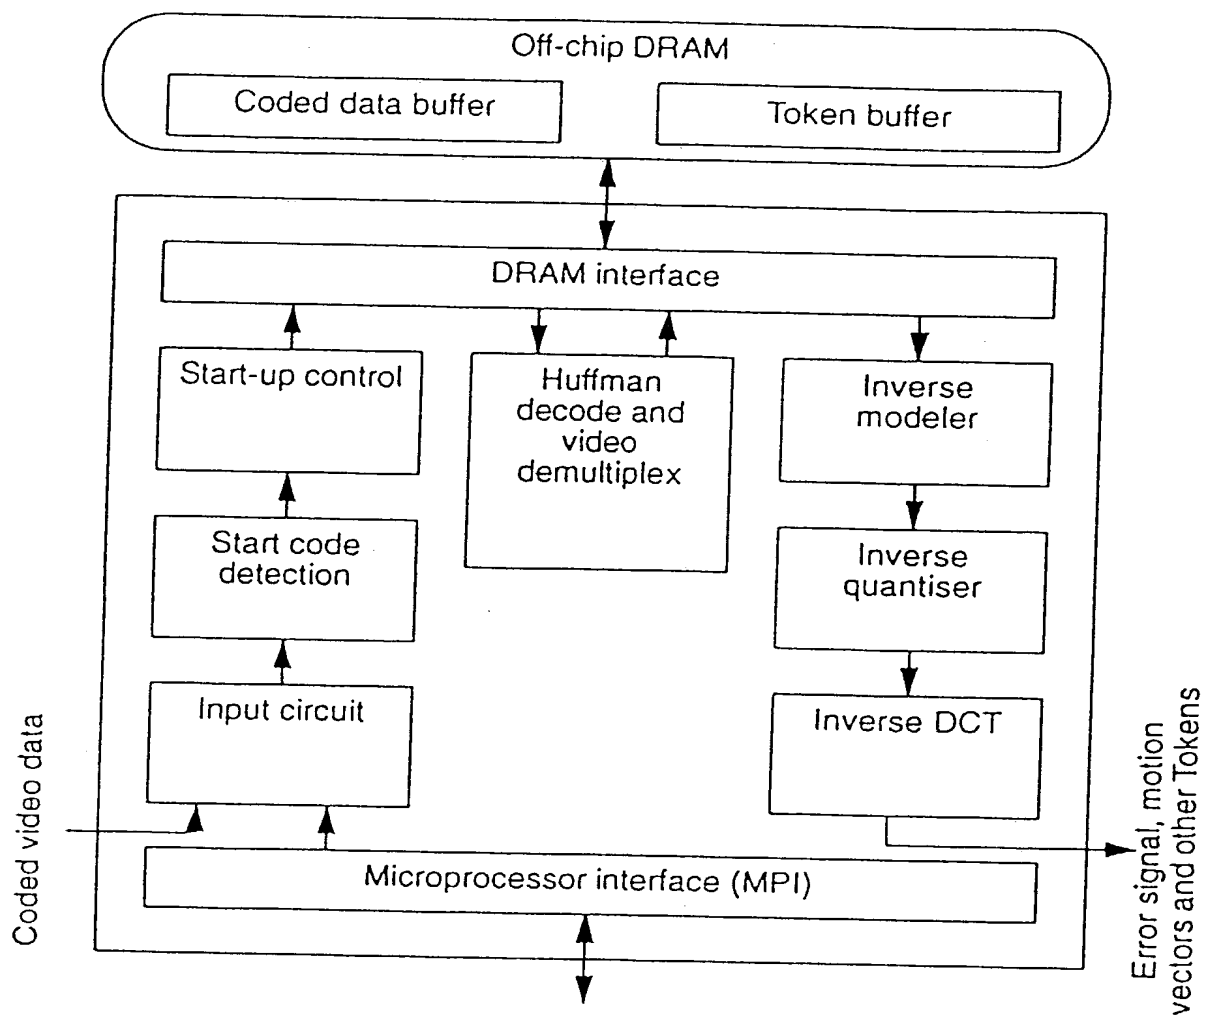 Off-chip DRAM
Coded data buffer
Token buffer
DRAM interface
Start-up control
Huffman
decode and
video
demultiplex
Inverse
modeler
Start code
detection
Inverse
quantiser
Input circuit
Inverse DCT
Coded video data
Error signal, motion
vectors and other Tokens
Microprocessor interface (MPI)